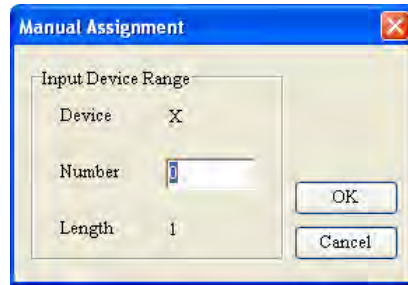 Manual Assignment
Input Device Range
Device X
Number 0
OK
Length 1
Cancel